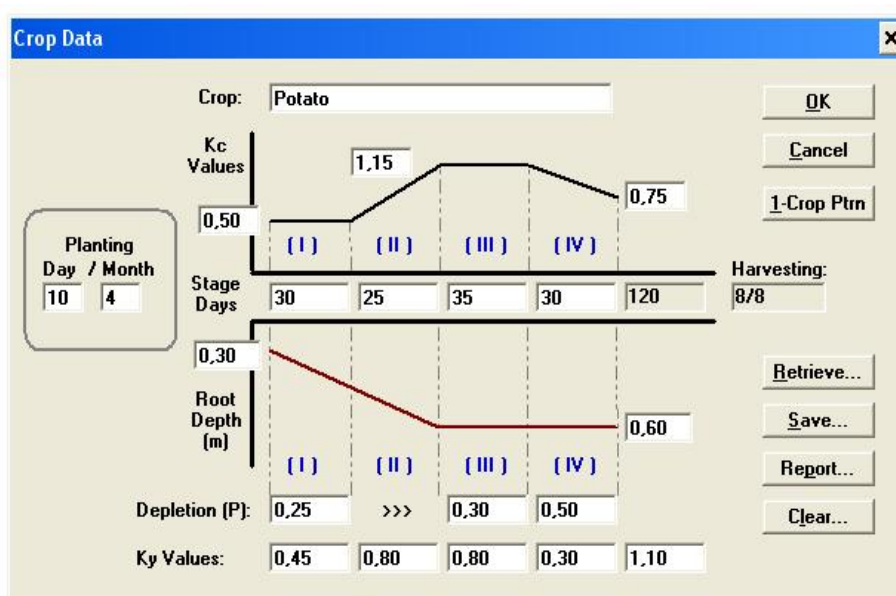 Crop Data
Crop: Potato
OK
Kc Values
1,15
Cancel
0,75
1-Crop Ptrn
0,50
( I ) ( II ) ( III ) ( IV )
Planting
Day / Month
10 4
Harvesting:
Stage Days 30 25 35 30 120 8/8
0,30
Retrieve...
Root Depth (m)
0,60
Save...
( I ) ( II ) ( III ) ( IV )
Report...
Depletion (P): 0,25 >>> 0,30 0,50
Clear...
Ky Values: 0,45 0,80 0,80 0,30 1,10